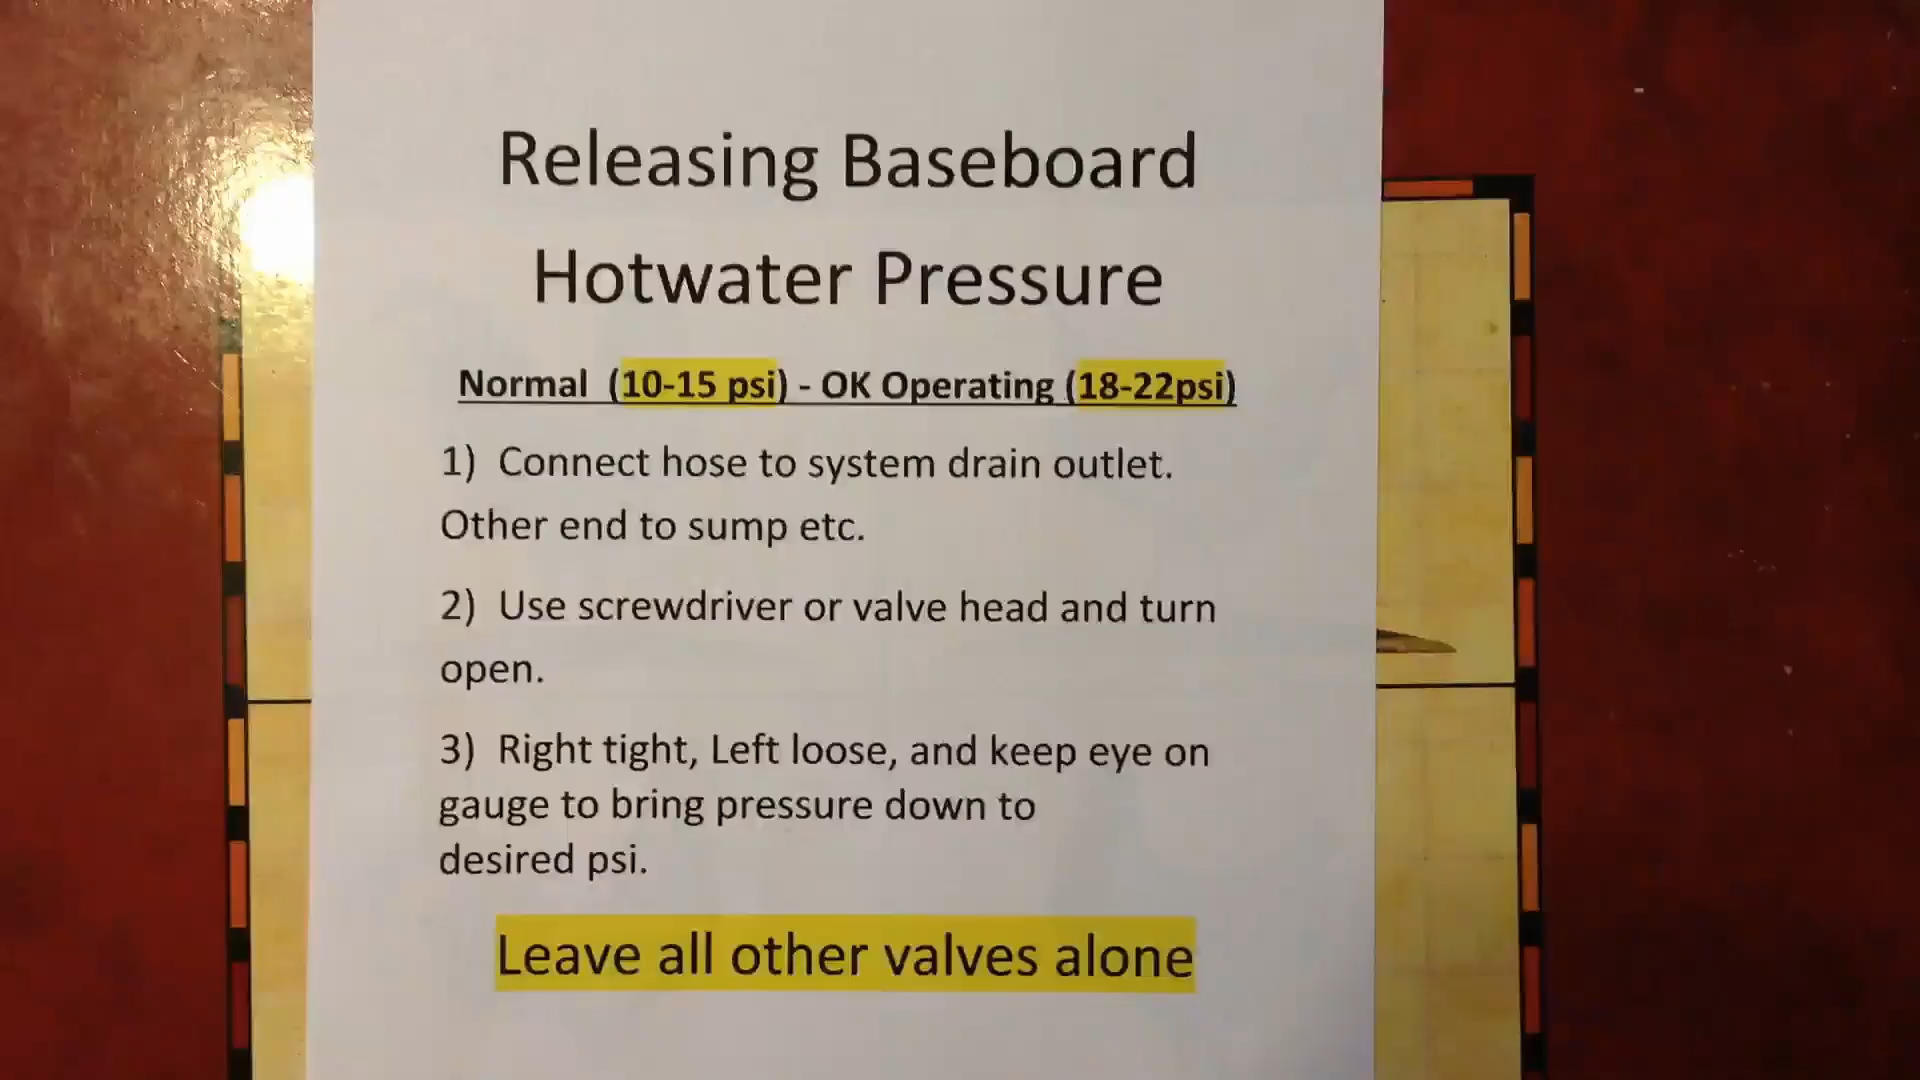 Releasing Baseboard
Hotwater Pressure
Normal (10-15 psi) - OK Operating (18-22psi)
1) Connect hose to system drain outlet.
Other end to sump etc.
2) Use screwdriver or valve head and turn
open.
3) Right tight, Left loose, and keep eye on
gauge to bring pressure down to
desired psi.
Leave all other valves alone